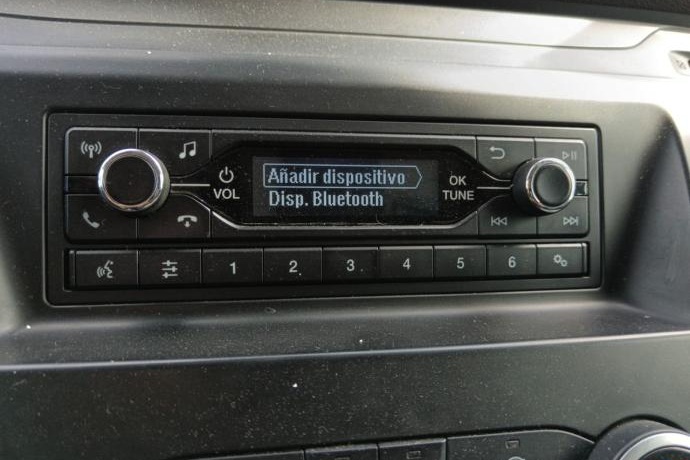 Añadir dispositivo
Disp. Bluetooth
VOL
OK
TUNE
1
2
3
4
5
6